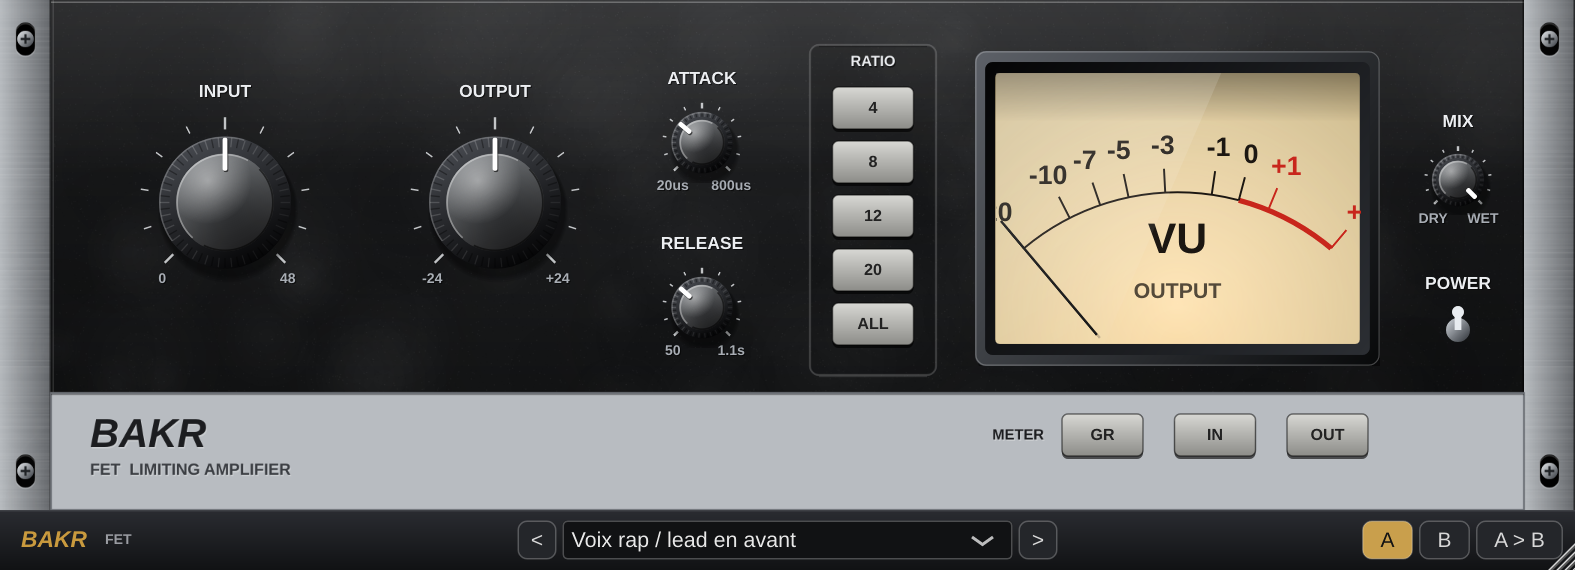 INPUT
0 48
OUTPUT
-24 +24
ATTACK
20us 800us
RELEASE
50 1.1s
RATIO
4
8
12
20
ALL
0 -10 -7 -5 -3 -1 0 +1 +
VU
OUTPUT
MIX
DRY WET
POWER
BAKR
FET LIMITING AMPLIFIER
METER GR IN OUT
BAKR FET < Voix rap / lead en avant > A B A > B